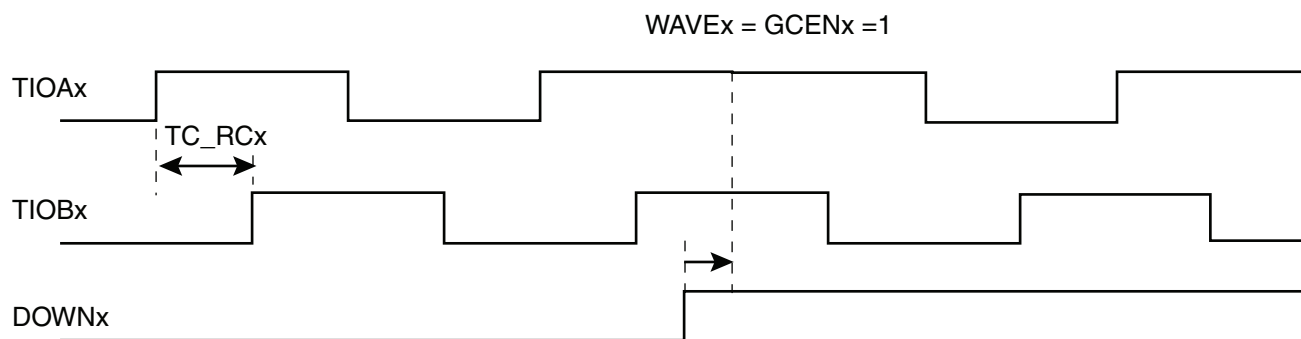 WAVEx = GCENx =1
TIOAx
TC_RCx
TIOBx
DOWNx